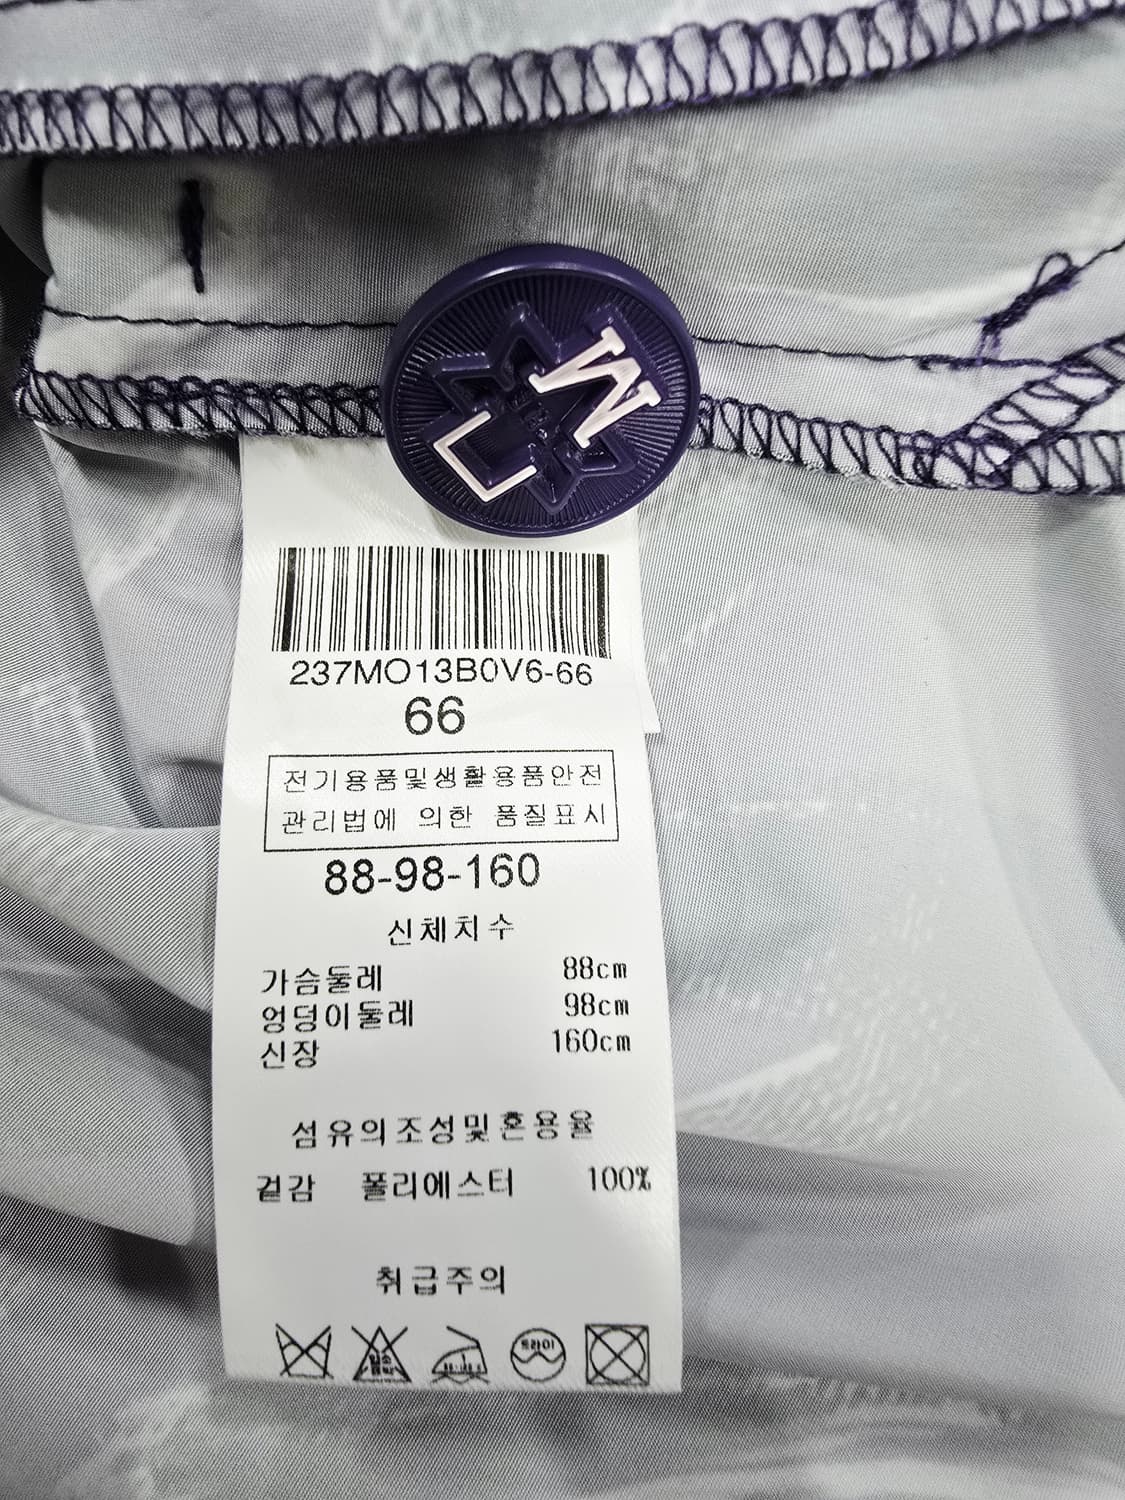 M
237MO13B0V6-66
66
전기용품및생활용품안전
관리법에 의한 품질표시
88-98-160
신체치수
가슴둘레 88cm
엉덩이둘레 98cm
신장 160cm
섬유의조성및혼용율
겉감 폴리에스터 100%
취급주의
드라이